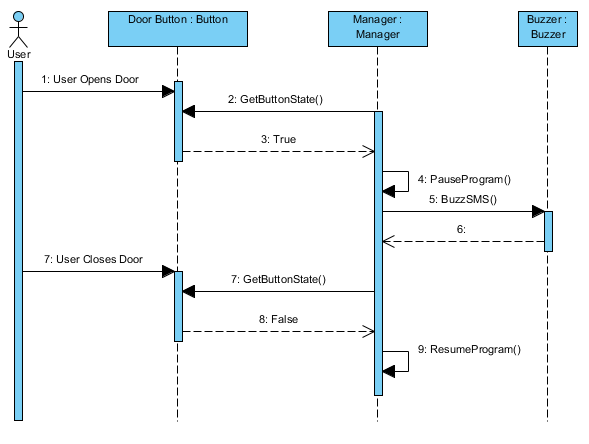 Door Button : Button
Manager :
Manager
Buzzer :
Buzzer
User
1: User Opens Door
2: GetButtonState()
3: True
4: PauseProgram()
5: BuzzSMS()
6:
7: User Closes Door
7: GetButtonState()
8: False
9: ResumeProgram()